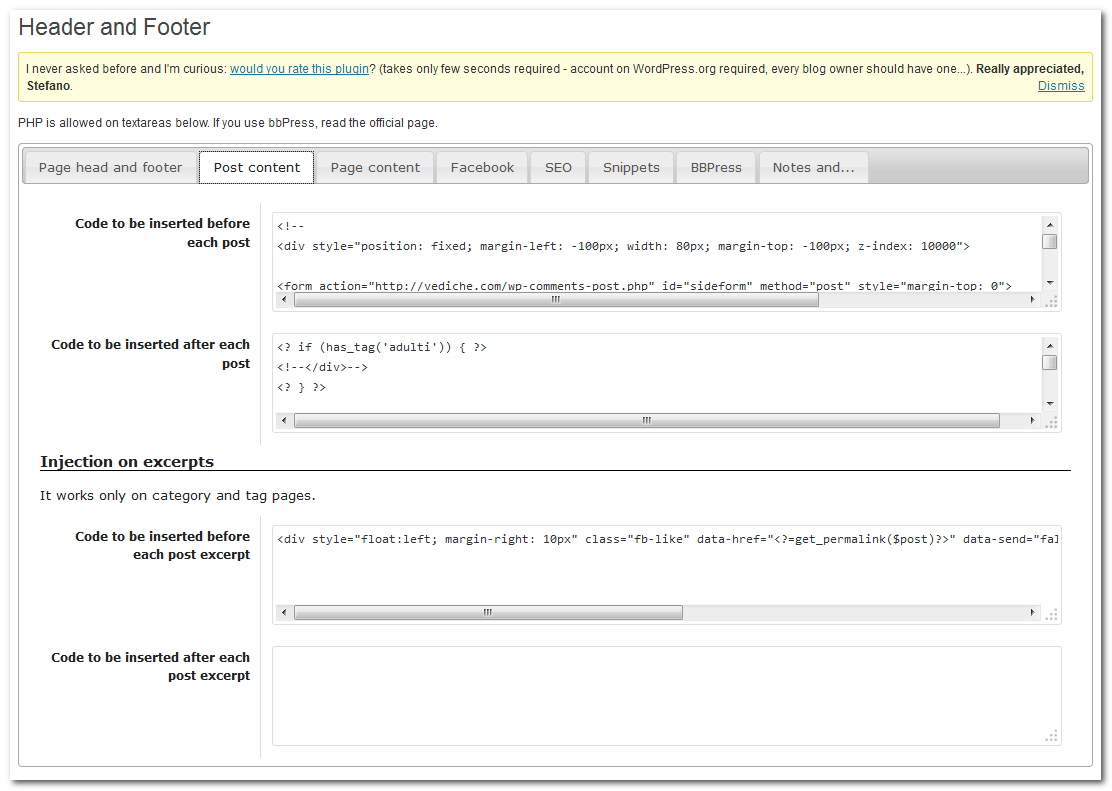 Header and Footer
I never asked before and I'm curious: would you rate this plugin? (takes only few seconds required - account on WordPress.org required, every blog owner should have one...). Really appreciated,
Stefano. Dismiss
PHP is allowed on textareas below. If you use bbPress, read the official page.
Page head and footer Post content Page content Facebook SEO Snippets BBPress Notes and...
Code to be inserted before
each post
<!--
<div style="position: fixed; margin-left: -100px; width: 80px; margin-top: -100px; z-index: 10000">
<form action="http://vediche.com/wp-comments-post.php" id="sideform" method="post" style="margin-top: 0">
Code to be inserted after each
post
<? if (has_tag('adulti')) { ?>
<!--</div>-->
<? } ?>
Injection on excerpts
It works only on category and tag pages.
Code to be inserted before
each post excerpt
<div style="float:left; margin-right: 10px" class="fb-like" data-href="<?=get_permalink($post)?>" data-send="fal
Code to be inserted after each
post excerpt